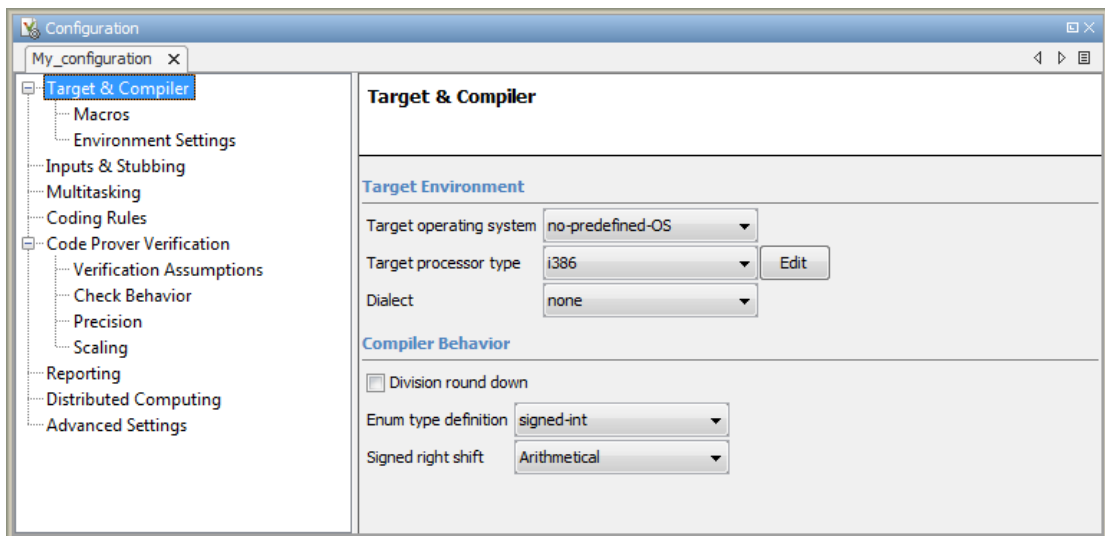 Configuration
My_configuration
Target & Compiler
Macros
Environment Settings
Inputs & Stubbing
Multitasking
Coding Rules
Code Prover Verification
Verification Assumptions
Check Behavior
Precision
Scaling
Reporting
Distributed Computing
Advanced Settings
Target & Compiler
Target Environment
Target operating system no-predefined-OS
Target processor type i386 Edit
Dialect none
Compiler Behavior
Division round down
Enum type definition signed-int
Signed right shift Arithmetical